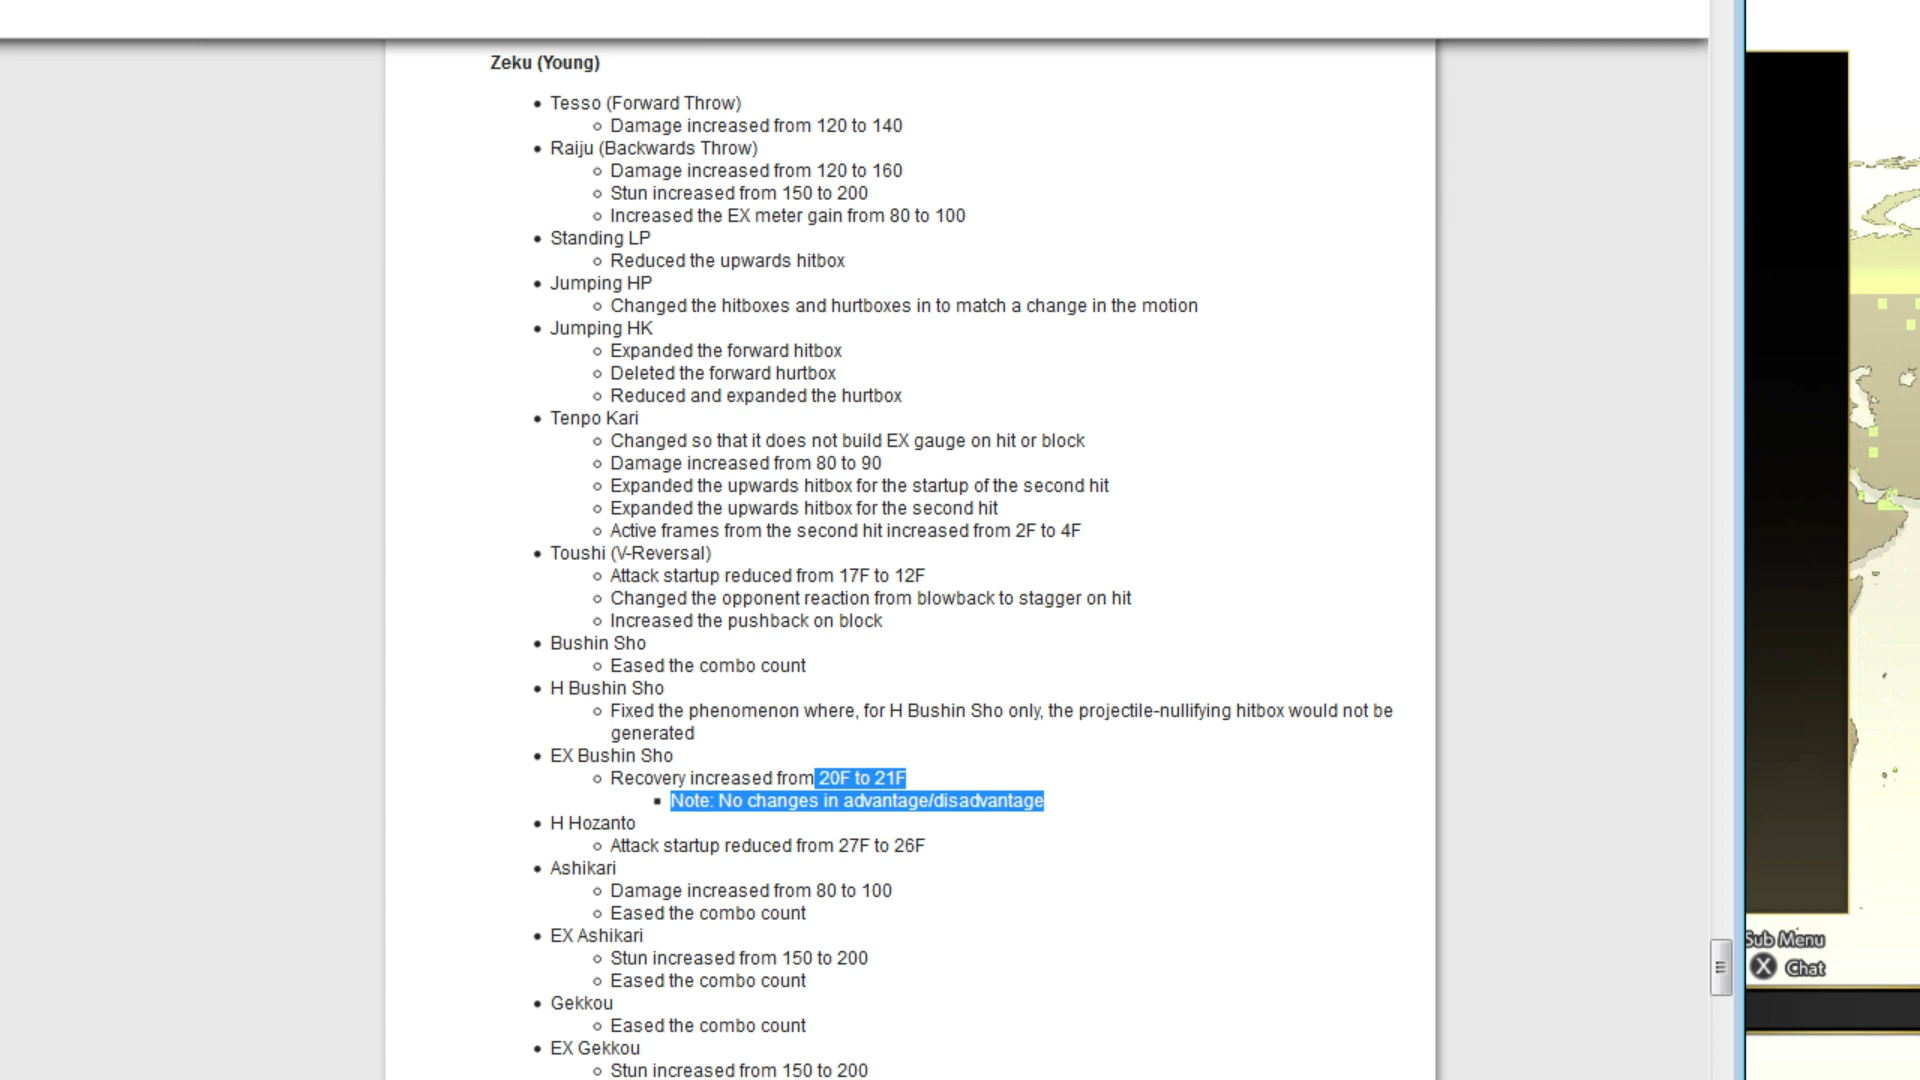 Zeku (Young)
• Tesso (Forward Throw)
○ Damage increased from 120 to 140
• Raiju (Backwards Throw)
○ Damage increased from 120 to 160
○ Stun increased from 150 to 200
○ Increased the EX meter gain from 80 to 100
• Standing LP
○ Reduced the upwards hitbox
• Jumping HP
○ Changed the hitboxes and hurtboxes in to match a change in the motion
• Jumping HK
○ Expanded the forward hitbox
○ Deleted the forward hurtbox
○ Reduced and expanded the hurtbox
• Tenpo Kari
○ Changed so that it does not build EX gauge on hit or block
○ Damage increased from 80 to 90
○ Expanded the upwards hitbox for the startup of the second hit
○ Expanded the upwards hitbox for the second hit
○ Active frames from the second hit increased from 2F to 4F
• Toushi (V-Reversal)
○ Attack startup reduced from 17F to 12F
○ Changed the opponent reaction from blowback to stagger on hit
○ Increased the pushback on block
• Bushin Sho
○ Eased the combo count
• H Bushin Sho
○ Fixed the phenomenon where, for H Bushin Sho only, the projectile-nullifying hitbox would not be
generated
• EX Bushin Sho
○ Recovery increased from 20F to 21F
▪ Note: No changes in advantage/disadvantage
• H Hozanto
○ Attack startup reduced from 27F to 26F
• Ashikari
○ Damage increased from 80 to 100
○ Eased the combo count
• EX Ashikari
○ Stun increased from 150 to 200
○ Eased the combo count
• Gekkou
○ Eased the combo count
• EX Gekkou
○ Stun increased from 150 to 200
Sub Menu
X Chat